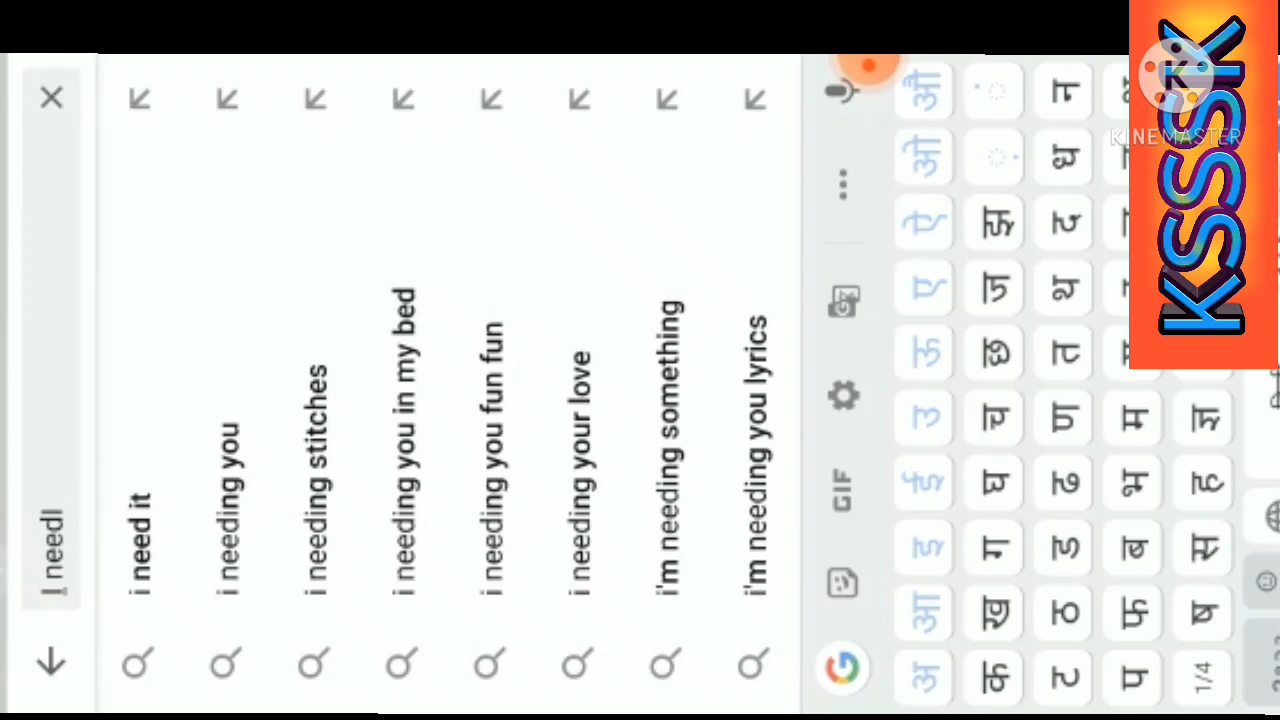 I needl
i need it
i needing you
i needing stitches
i needing you in my bed
i needing you fun fun
i needing your love
i'm needing something
i'm needing you lyrics
GIF
अ आ इ ई उ ऊ ए ऐ ओ औ
क ख ग घ च छ ज झ
ट ठ ड ढ ण त थ द ध न
प फ ब भ म
1/4 ष स ह ज्ञ
KSSSK
KINEMASTER